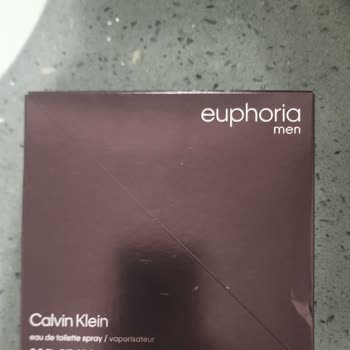 euphoria
men
Calvin Klein
eau de toilette spray / vaporisateur